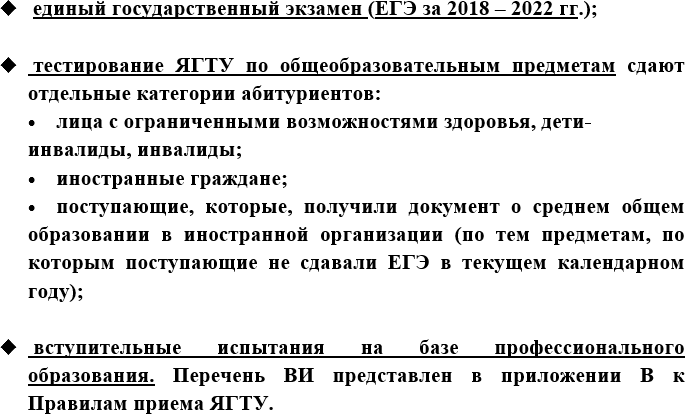 ◆ единый государственный экзамен (ЕГЭ за 2018 – 2022 гг.);
◆ тестирование ЯГТУ по общеобразовательным предметам сдают
отдельные категории абитуриентов:
• лица с ограниченными возможностями здоровья, дети-
инвалиды, инвалиды;
• иностранные граждане;
• поступающие, которые, получили документ о среднем общем
образовании в иностранной организации (по тем предметам, по
которым поступающие не сдавали ЕГЭ в текущем календарном
году);
◆ вступительные испытания на базе профессионального
образования. Перечень ВИ представлен в приложении В к
Правилам приема ЯГТУ.